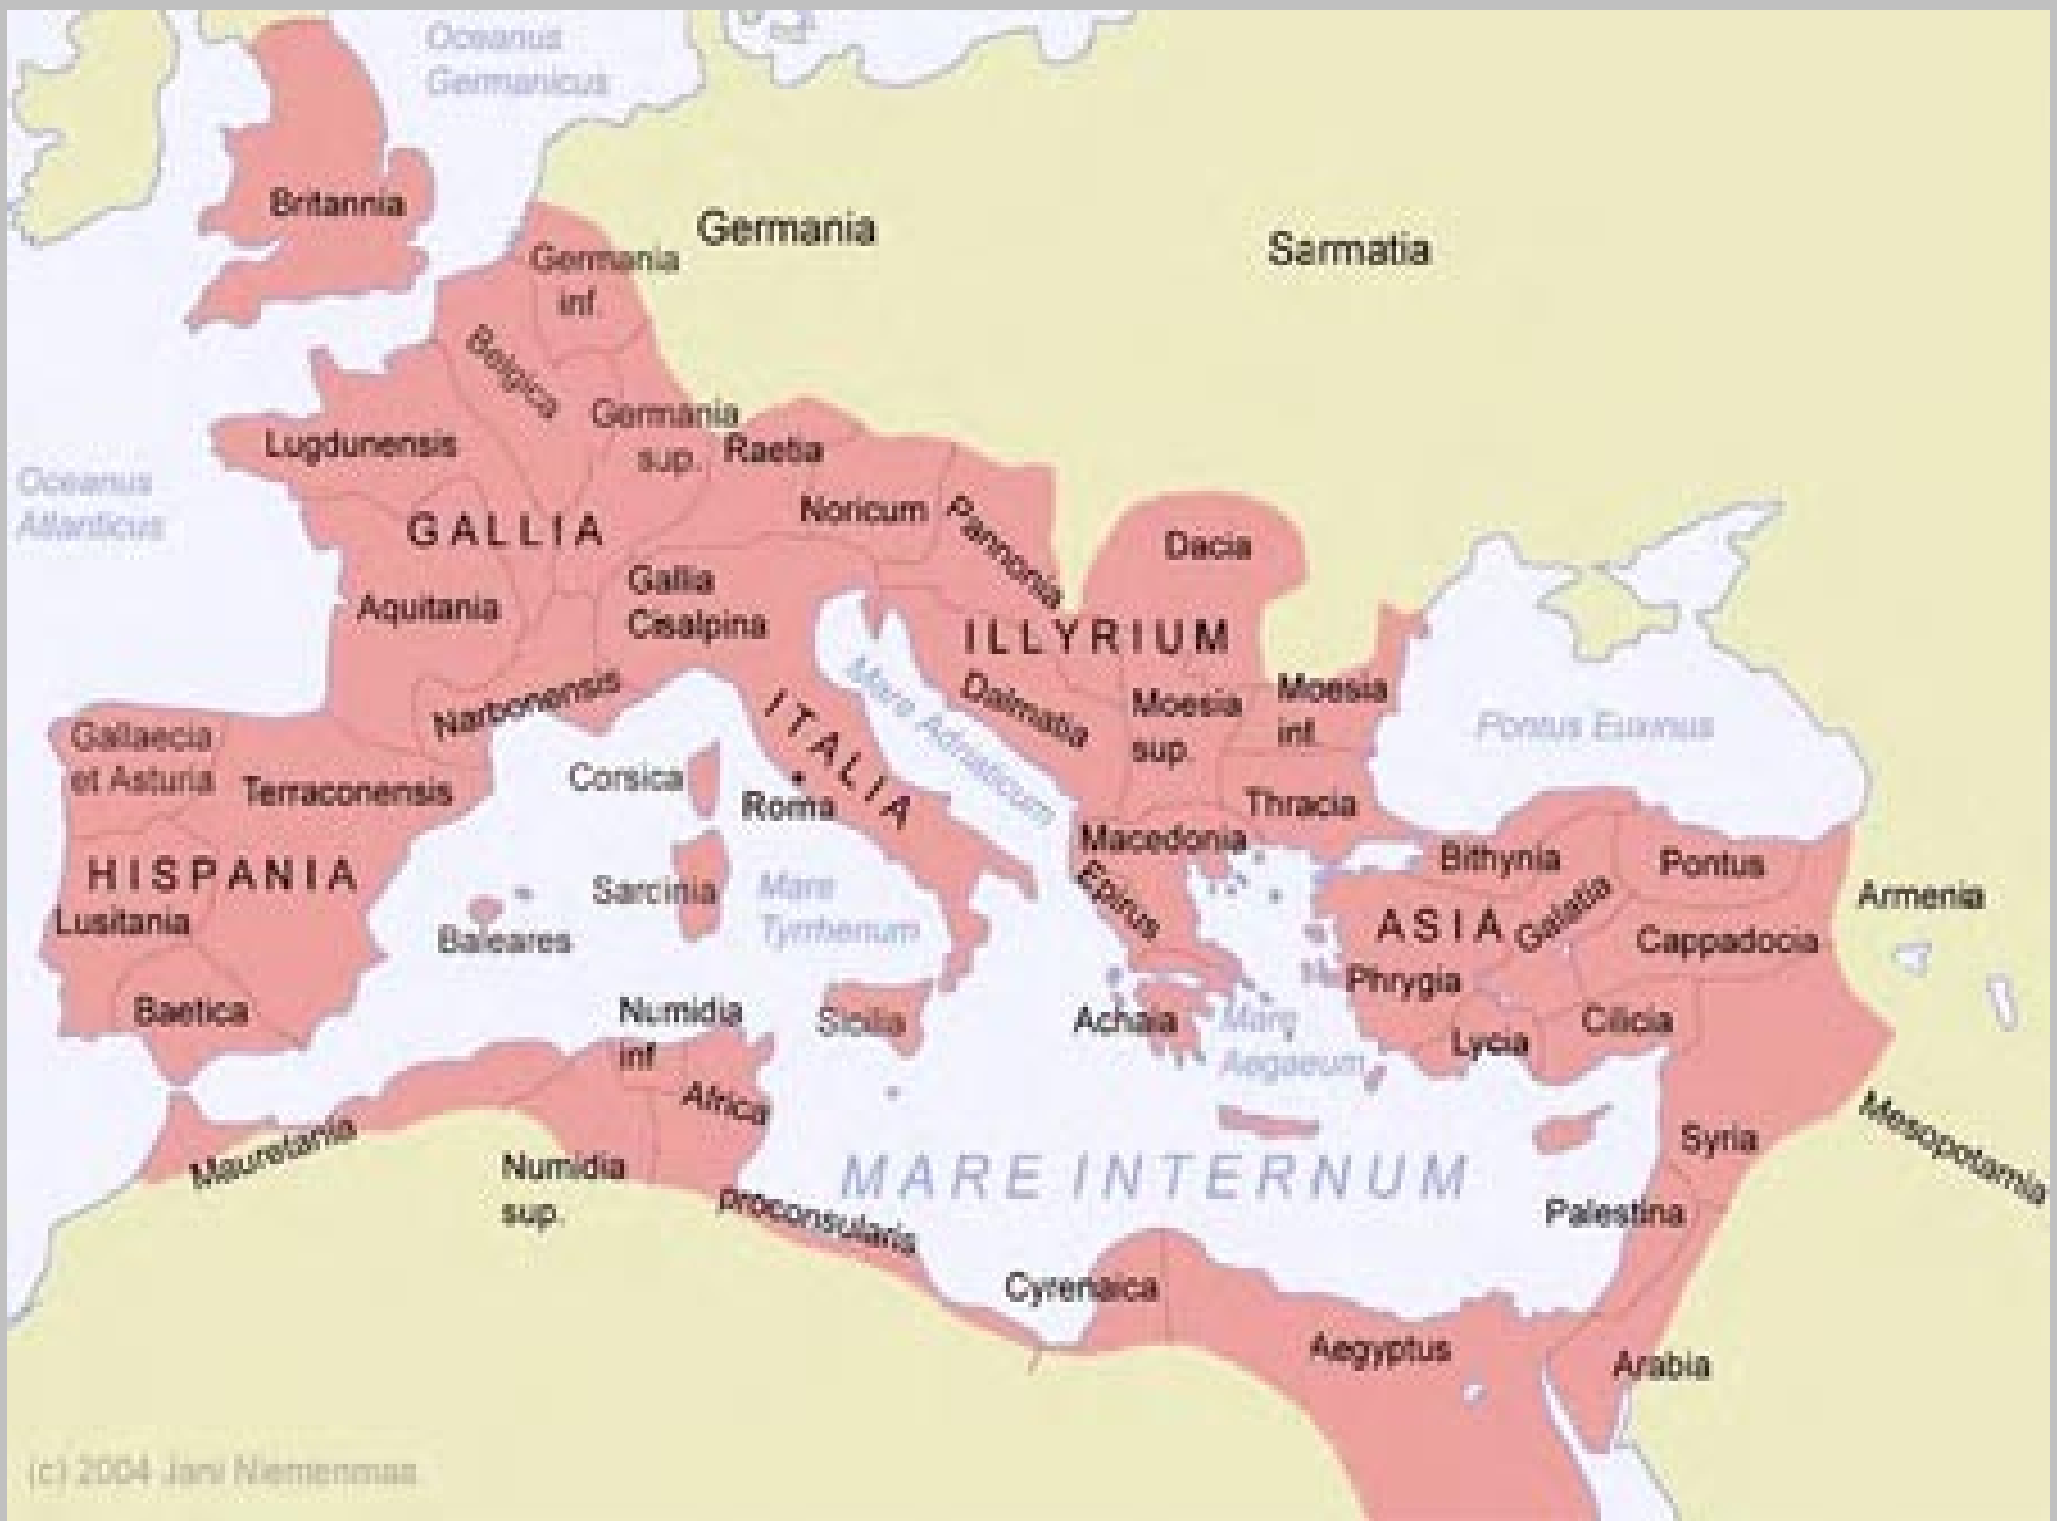 Oceanus
Germanicus
Britannia
Germania
Sarmatia
Germania
inf
Belgica
Germania
sup.
Raetia
Lugdunensis
Oceanus
Atlanticus
GALLIA
Noricum
Pannonia
Dacia
Gallia
Cisalpina
Aquitania
ILLYRIUM
Narbonensis
ITALIA
Mare Adriaticum
Dalmatia
Moesia
sup.
Moesia
inf.
Pontus Euxinus
Gallaecia
et Asturia
Terraconensis
Corsica
Roma
Thracia
Macedonia
Epirus
Bithynia
Pontus
Armenia
HISPANIA
Lusitania
Sarcinia
Mare
Tyrrhenum
Baleares
ASIA
Galatia
Cappadocia
Phrygia
Baetica
Numidia
inf
Sicilia
Achaia
Mare
Aegaeum
Lycia
Cilicia
Africa
Mauretania
Numidia
sup.
proconsularis
MARE INTERNUM
Syria
Mesopotamia
Palestina
Cyrenaica
Aegyptus
Arabia
(c) 2004 Jani Niemenmaa